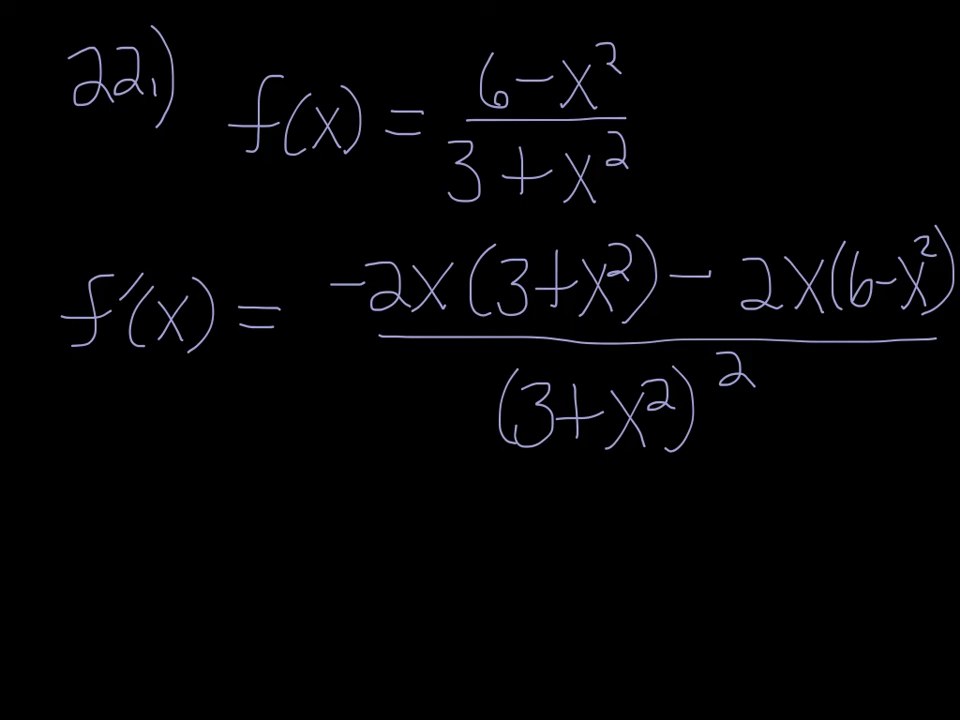 22.) f(x) = (6-x²)/(3+x²)
f''(x) = (-2x(3+x²) - 2x(6-x²))/(3+x²)²